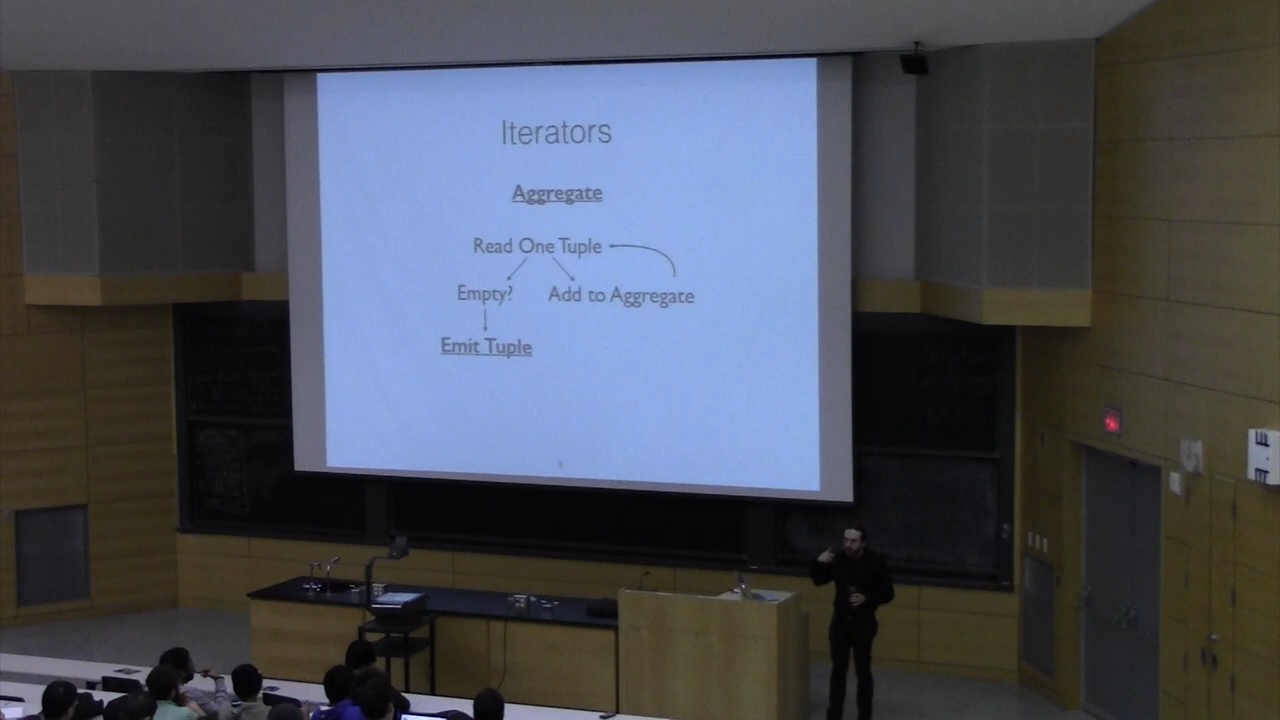 Iterators
Aggregate
Read One Tuple
Empty? Add to Aggregate
Emit Tuple